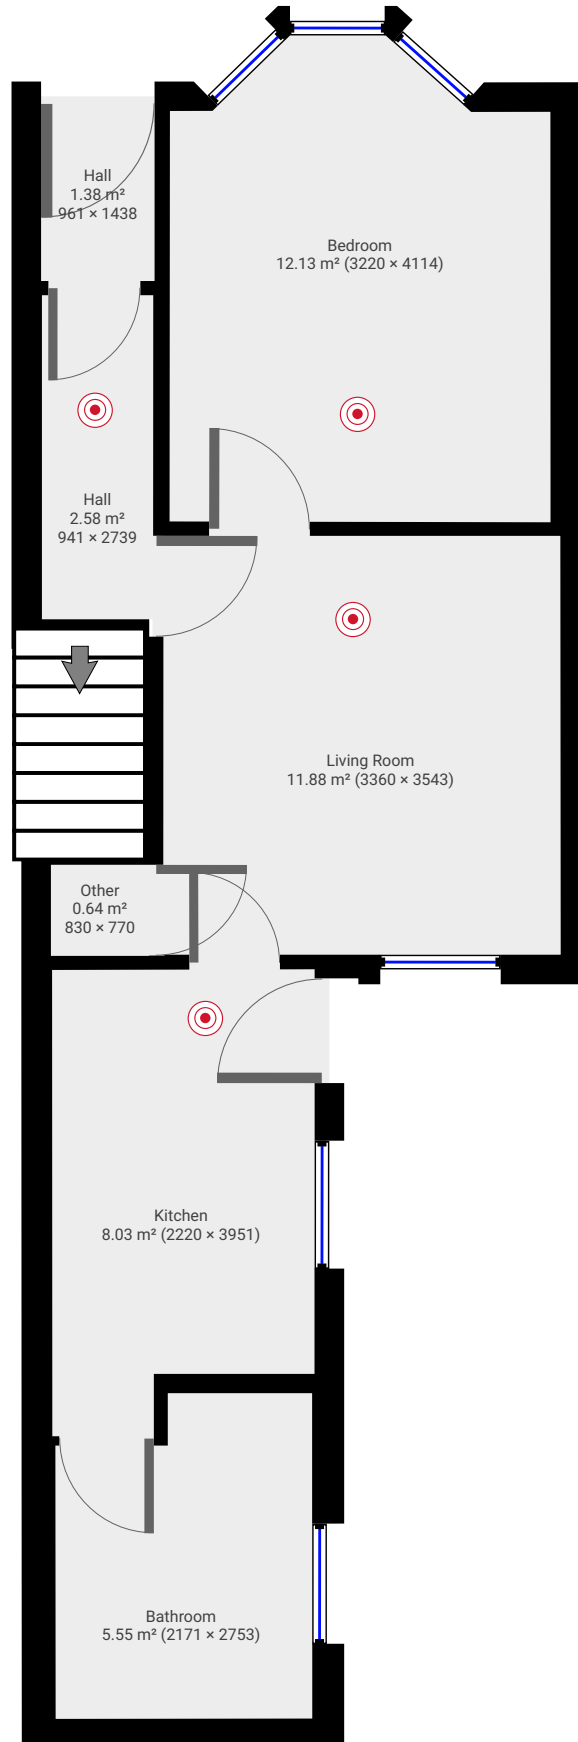 Hall
1.38 m²
961 × 1438
Bedroom
12.13 m² (3220 × 4114)
Hall
2.58 m²
941 × 2739
Living Room
11.88 m² (3360 × 3543)
Other
0.64 m²
830 × 770
Kitchen
8.03 m² (2220 × 3951)
Bathroom
5.55 m² (2171 × 2753)